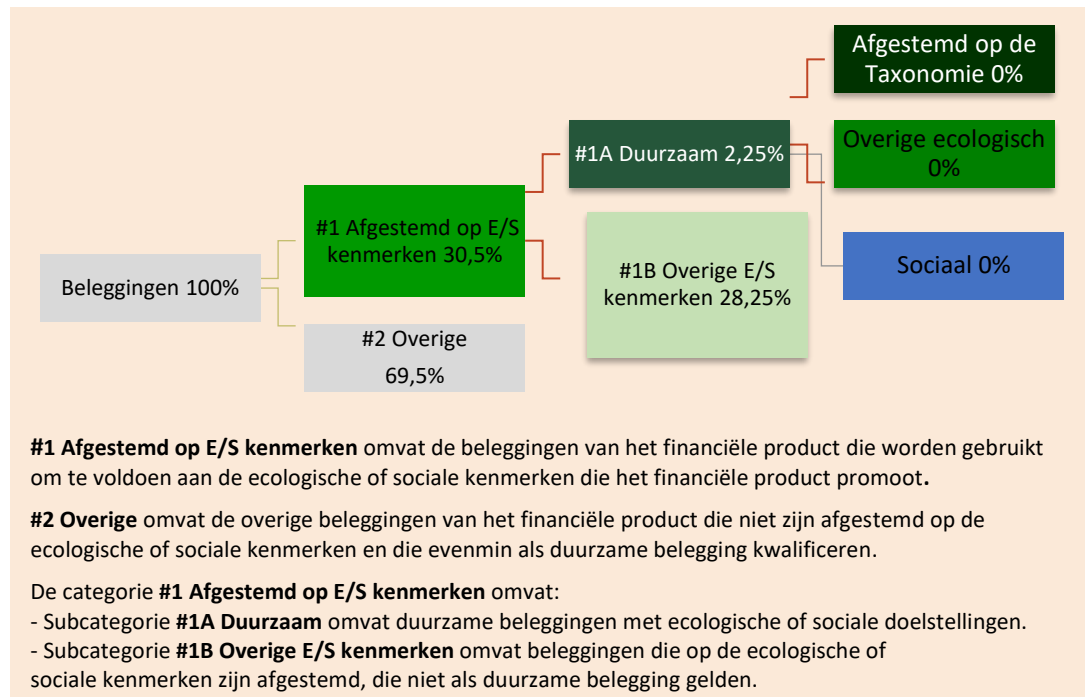 Afgestemd op de
Taxonomie 0%
#1A Duurzaam 2,25%
Overige ecologisch
0%
#1 Afgestemd op E/S
kenmerken 30,5%
Beleggingen 100%
#1B Overige E/S
kenmerken 28,25%
Sociaal 0%
#2 Overige
69,5%
#1 Afgestemd op E/S kenmerken omvat de beleggingen van het financiële product die worden gebruikt
om te voldoen aan de ecologische of sociale kenmerken die het financiële product promoot.
#2 Overige omvat de overige beleggingen van het financiële product die niet zijn afgestemd op de
ecologische of sociale kenmerken en die evenmin als duurzame belegging kwalificeren.
De categorie #1 Afgestemd op E/S kenmerken omvat:
- Subcategorie #1A Duurzaam omvat duurzame beleggingen met ecologische of sociale doelstellingen.
- Subcategorie #1B Overige E/S kenmerken omvat beleggingen die op de ecologische of
sociale kenmerken zijn afgestemd, die niet als duurzame belegging gelden.